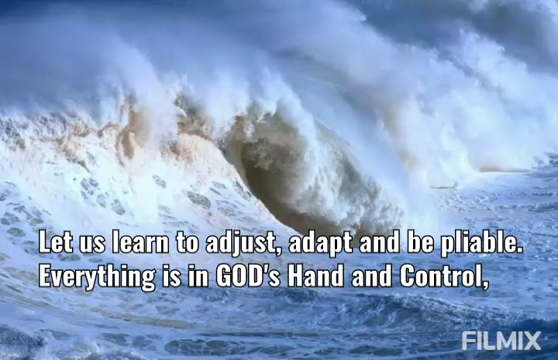 Let us learn to adjust, adapt and be pliable.
Everything is in GOD's Hand and Control,
FILMIX